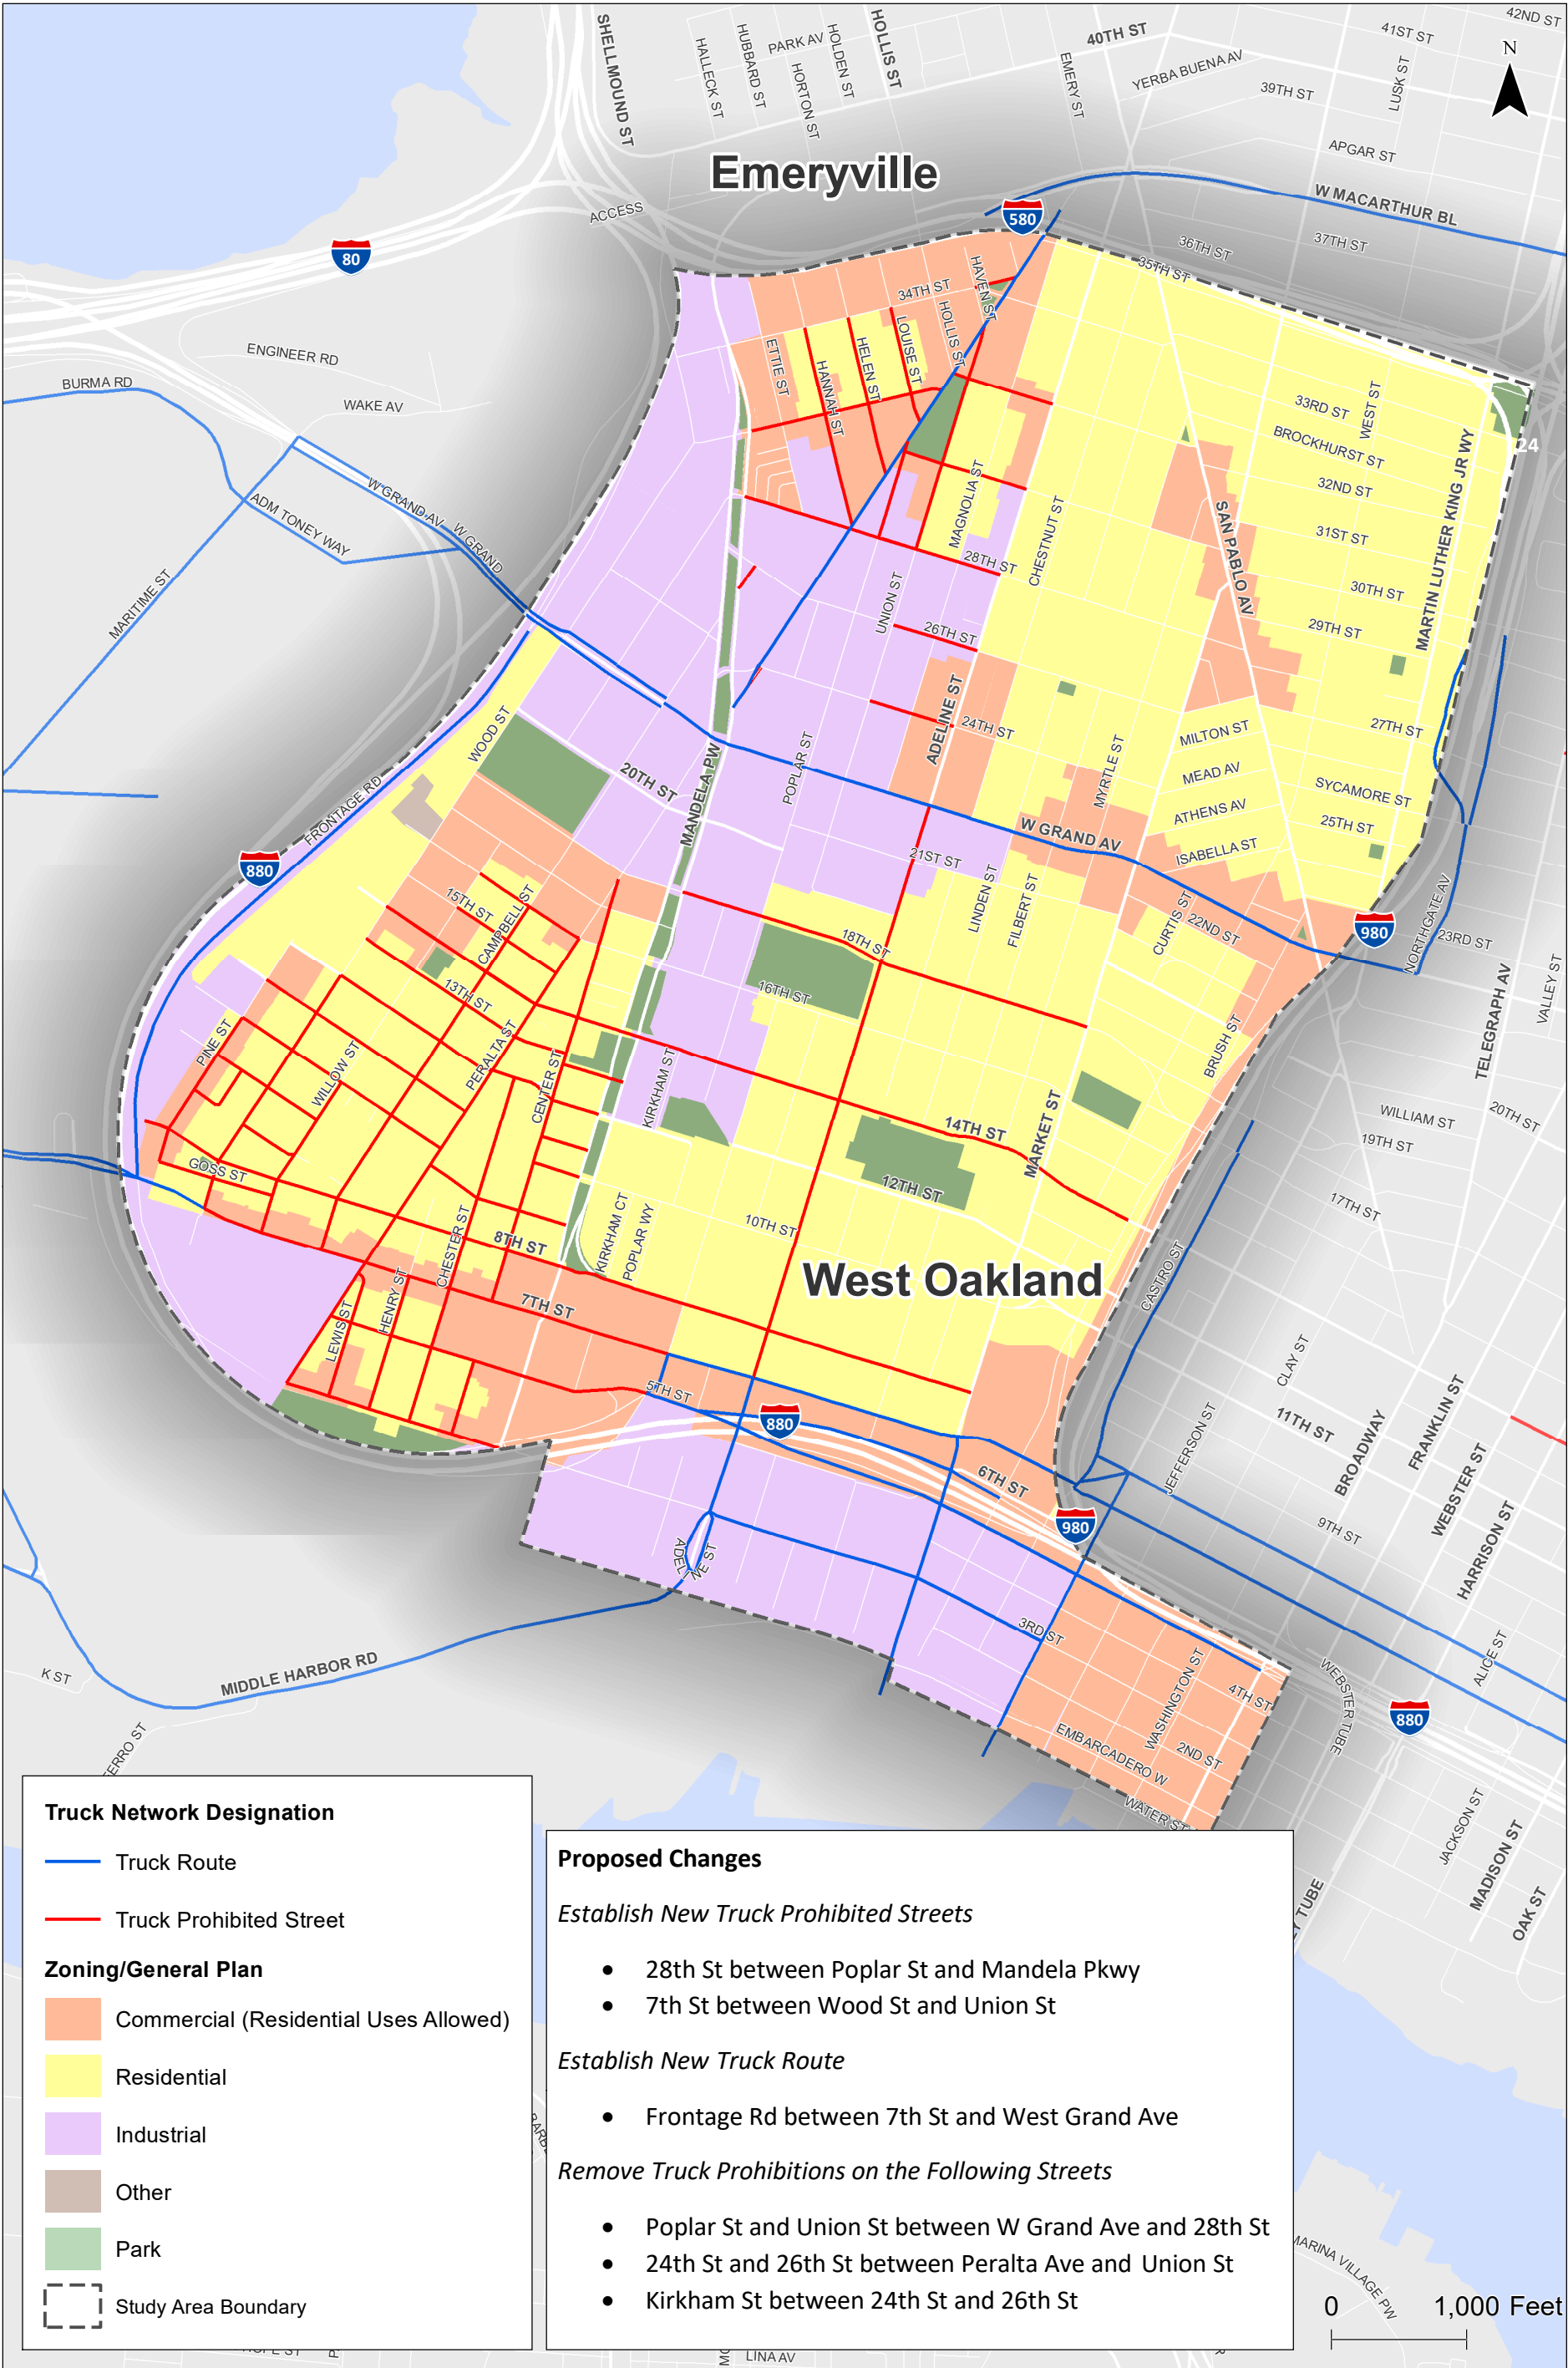 42ND ST
41ST ST
40TH ST
HOLLIS ST
SHELLMOUND ST
HALLECK ST
HUBBARD ST
PARK AV
HORTON ST
HOLDEN ST
EMERY ST
YERBA BUENA AV
39TH ST
LUSK ST
N
APGAR ST
W MACARTHUR BL
37TH ST
36TH ST
35TH ST
Emeryville
ACCESS
580
80
ENGINEER RD
BURMA RD
WAKE AV
34TH ST
HAVEN ST
HOLLIS ST
LOUISE ST
HELEN ST
HANNAH ST
ETTIE ST
33RD ST
WEST ST
BROCKHURST ST
24
32ND ST
31ST ST
30TH ST
29TH ST
MARTIN LUTHER KING JR WY
SAN PABLO AV
CHESTNUT ST
MAGNOLIA ST
28TH ST
UNION ST
26TH ST
W GRAND AV
W GRAND
ADM TONEY WAY
MARITIME ST
ADELINE ST
24TH ST
27TH ST
MILTON ST
MEAD AV
SYCAMORE ST
ATHENS AV
25TH ST
ISABELLA ST
MYRTLE ST
W GRAND AV
WOOD ST
20TH ST
MANDELA PW
POPLAR ST
FRONTAGE RD
880
21ST ST
LINDEN ST
FILBERT ST
CURTIS ST
22ND ST
980
NORTHGATE AV
23RD ST
TELEGRAPH AV
VALLEY ST
15TH ST
CAMPBELL ST
18TH ST
16TH ST
13TH ST
PERALTA ST
PINE ST
WILLOW ST
CENTER ST
KIRKHAM ST
BRUSH ST
MARKET ST
14TH ST
12TH ST
WILLIAM ST
20TH ST
19TH ST
17TH ST
GOSS ST
KIRKHAM CT
POPLAR WY
10TH ST
8TH ST
CHESTER ST
West Oakland
CASTRO ST
7TH ST
HENRY ST
LEWIS ST
5TH ST
880
6TH ST
CLAY ST
11TH ST
BROADWAY
FRANKLIN ST
JEFFERSON ST
WEBSTER ST
HARRISON ST
9TH ST
980
ADELINE ST
3RD ST
WASHINGTON ST
4TH ST
2ND ST
EMBARCADERO W
WATER ST
WEBSTER TUBE
ALICE ST
880
JACKSON ST
MADISON ST
OAK ST
MIDDLE HARBOR RD
K ST
FERRO ST
Y TUBE
MARINA VILLAGE PW
LINA AV
Truck Network Designation
Truck Route
Truck Prohibited Street
Zoning/General Plan
Commercial (Residential Uses Allowed)
Residential
Industrial
Other
Park
Study Area Boundary
Proposed Changes
Establish New Truck Prohibited Streets
• 28th St between Poplar St and Mandela Pkwy
• 7th St between Wood St and Union St
Establish New Truck Route
• Frontage Rd between 7th St and West Grand Ave
Remove Truck Prohibitions on the Following Streets
• Poplar St and Union St between W Grand Ave and 28th St
• 24th St and 26th St between Peralta Ave and Union St
• Kirkham St between 24th St and 26th St
0 1,000 Feet